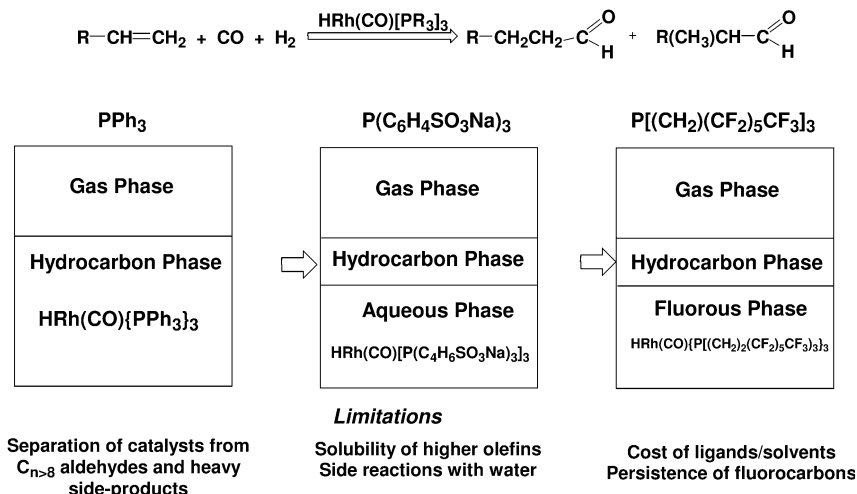 HRh(CO)[PR3]3
R–CH=CH2 + CO + H2 R–CH2CH2–C O H + R(CH3)CH–C O H
PPh3 P(C6H4SO3Na)3 P[(CH2)(CF2)5CF3]3
Gas Phase Gas Phase Gas Phase
Hydrocarbon Phase Hydrocarbon Phase Hydrocarbon Phase
HRh(CO){PPh3}3 Aqueous Phase Fluorous Phase
HRh(CO)[P(C4H6SO3Na)3]3 HRh(CO){P[(CH2)2(CF2)5CF3)3}3
Limitations
Separation of catalysts from
Cn>8 aldehydes and heavy
side-products
Solubility of higher olefins
Side reactions with water
Cost of ligands/solvents
Persistence of fluorocarbons